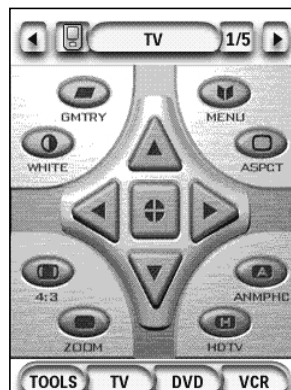 TV 1/5
GMTRY MENU
WHITE ASPCT
4:3 ANMPHC
ZOOM HDTV
TOOLS TV DVD VCR